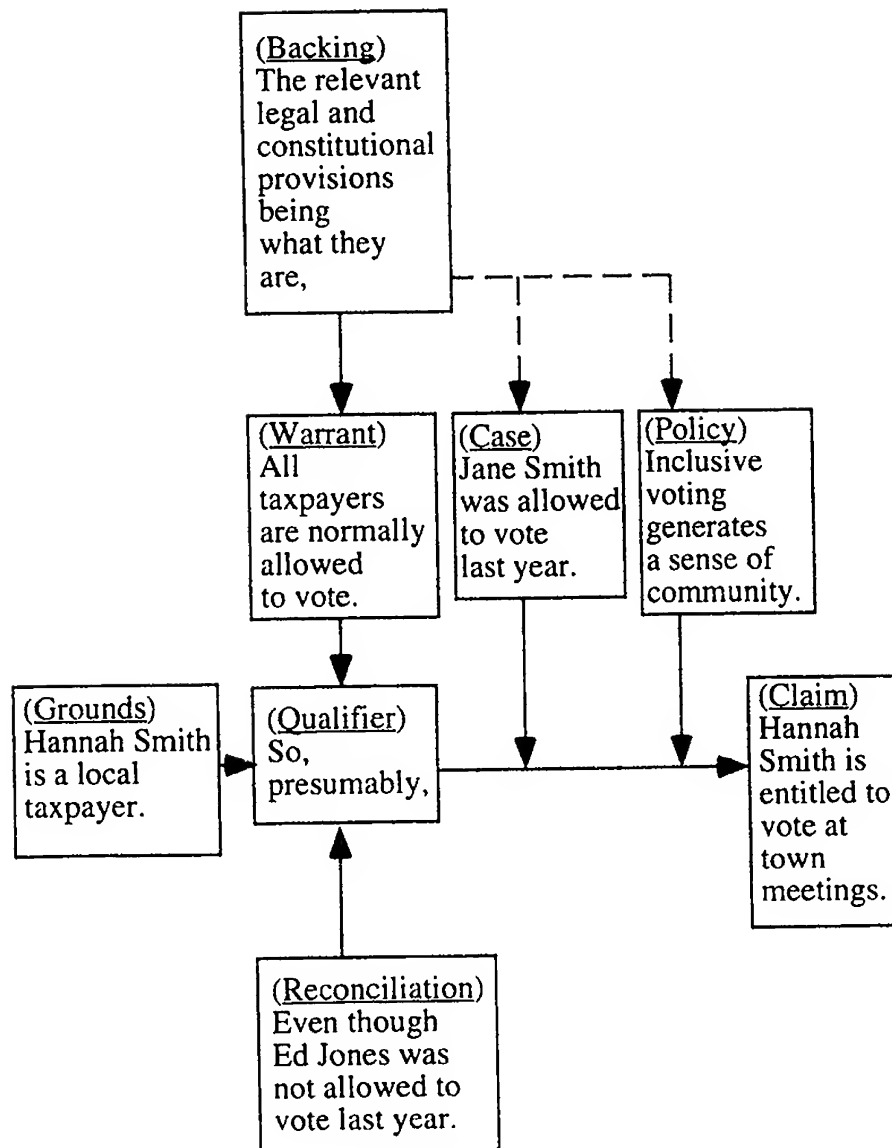 (Backing)
The relevant
legal and
constitutional
provisions
being
what they
are,
(Warrant)
All
taxpayers
are normally
allowed
to vote.
(Case)
Jane Smith
was allowed
to vote
last year.
(Policy)
Inclusive
voting
generates
a sense of
community.
(Grounds)
Hannah Smith
is a local
taxpayer.
(Qualifier)
So,
presumably,
(Claim)
Hannah
Smith is
entitled to
vote at
town
meetings.
(Reconciliation)
Even though
Ed Jones was
not allowed to
vote last year.